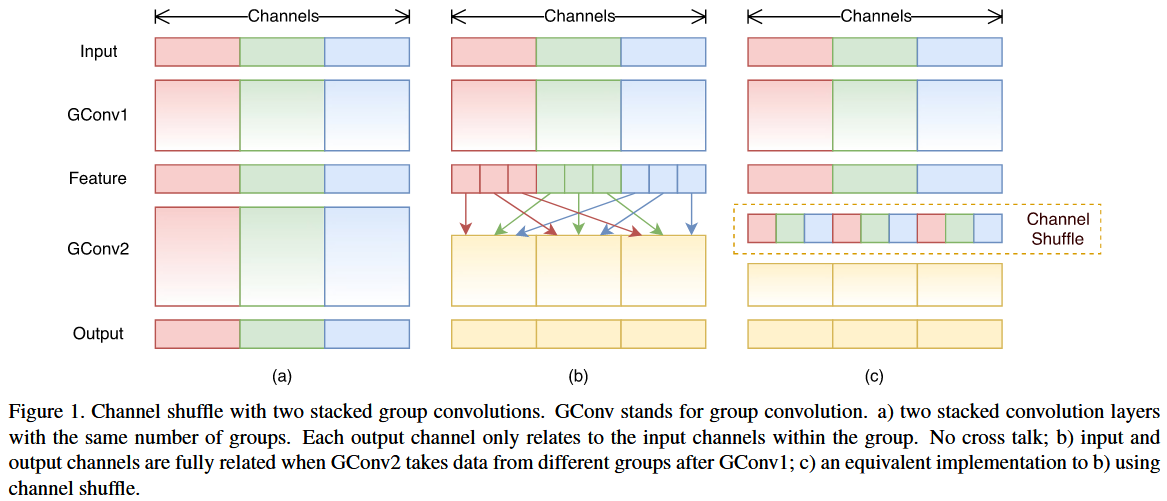 Channels Channels Channels
Input
GConv1
Feature
Channel
Shuffle
GConv2
Output
(a) (b) (c)
Figure 1. Channel shuffle with two stacked group convolutions. GConv stands for group convolution. a) two stacked convolution layers
with the same number of groups. Each output channel only relates to the input channels within the group. No cross talk; b) input and
output channels are fully related when GConv2 takes data from different groups after GConv1; c) an equivalent implementation to b) using
channel shuffle.